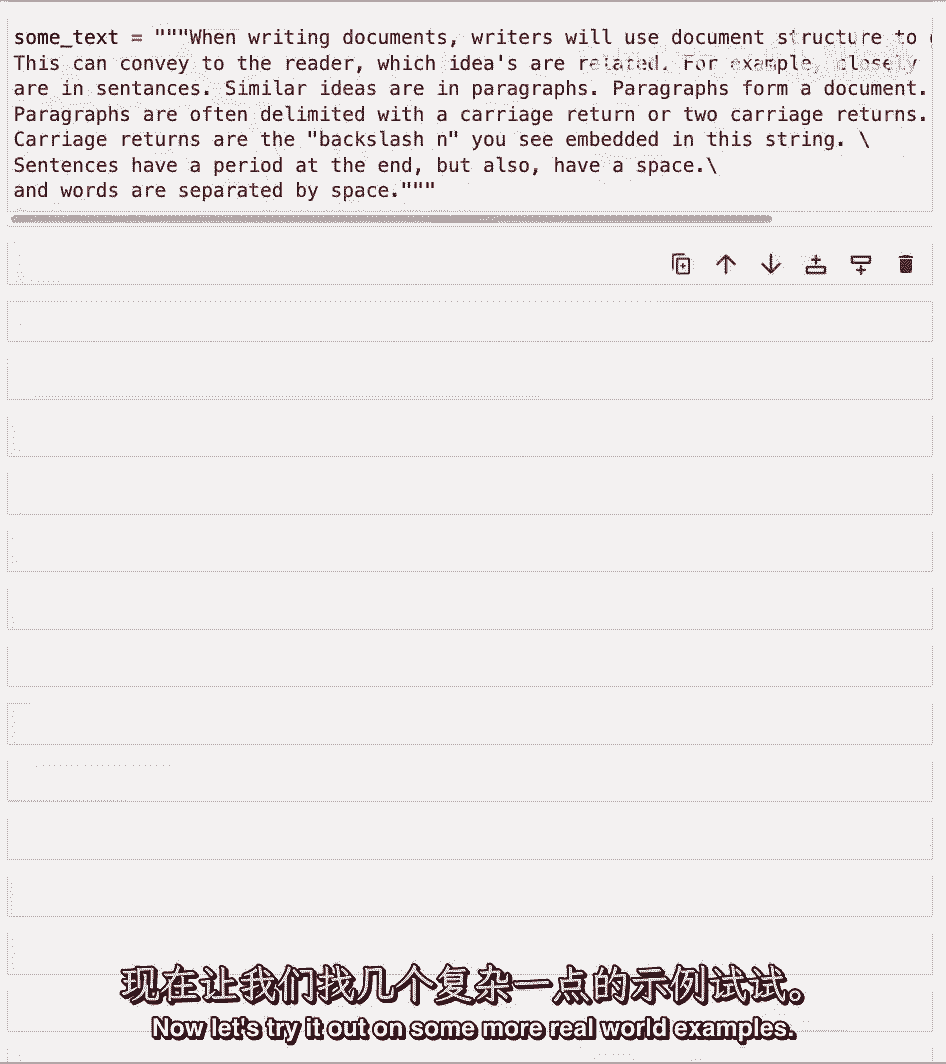 some_text = """When writing documents, writers will use document structure to
This can convey to the reader, which idea's are related. For example, closely
are in sentances. Similar ideas are in paragraphs. Paragraphs form a document.
Paragraphs are often delimited with a carriage return or two carriage returns.
Carriage returns are the "backslash n" you see embedded in this string. \
Sentences have a period at the end, but also, have a space.\
and words are separated by space."""
现在让我们找几个复杂一点的示例试试。
Now let's try it out on some more real world examples.